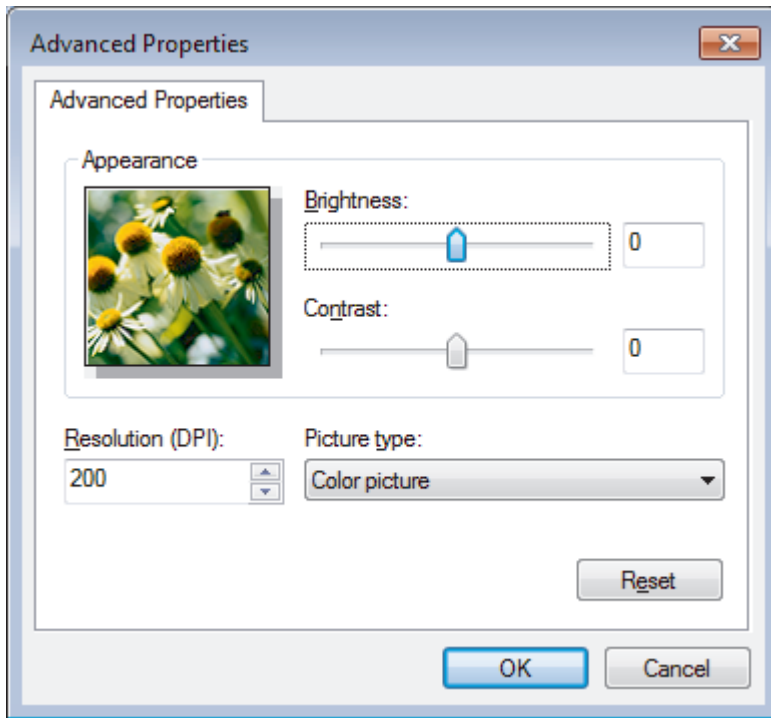 Advanced Properties
Advanced Properties
Appearance
Brightness:
0
Contrast:
0
Resolution (DPI):
200
Picture type:
Color picture
Reset
OK
Cancel